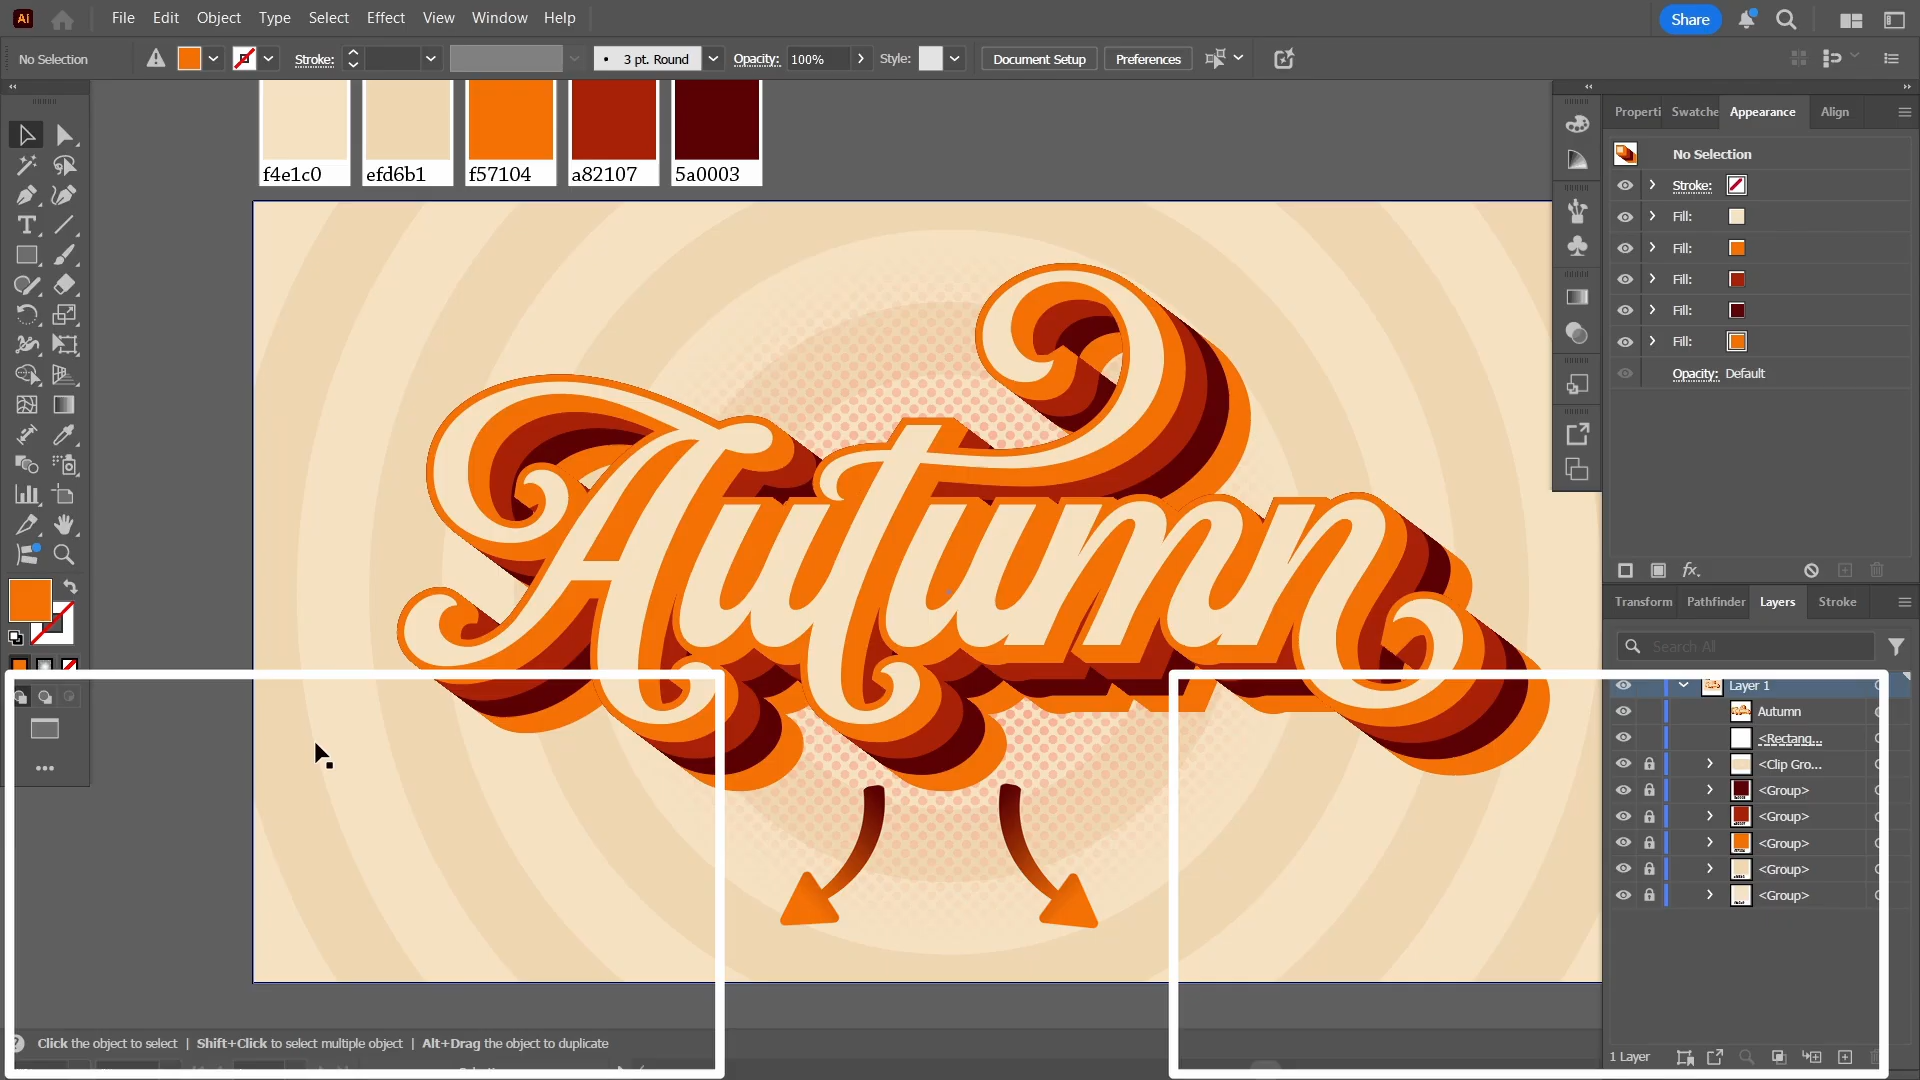 Ai File Edit Object Type Select Effect View Window Help Share
No Selection Stroke: 3 pt. Round Opacity: 100% Style: Document Setup Preferences
f4e1c0 efd6b1 f57104 a82107 5a0003
Properti Swatche Appearance Align
No Selection
Stroke:
Fill:
Fill:
Fill:
Fill:
Fill:
Opacity: Default
fx.
Autumn
Transform Pathfinder Layers Stroke
Search All
Layer 1
Autumn
<Rectang...
<Clip Gro...
<Group>
<Group>
<Group>
<Group>
<Group>
Click the object to select | Shift+Click to select multiple object | Alt+Drag the object to duplicate
1 Layer